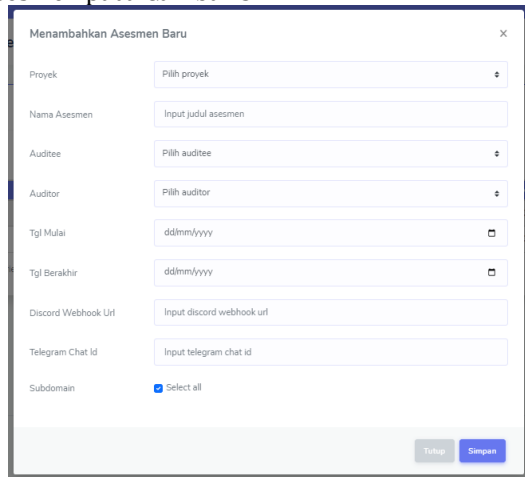 Menambahkan Asesmen Baru ×
Proyek Pilih proyek
Nama Asesmen Input judul asesmen
Auditee Pilih auditee
Auditor Pilih auditor
Tgl Mulai dd/mm/yyyy
Tgl Berakhir dd/mm/yyyy
Discord Webhook Url Input discord webhook url
Telegram Chat Id Input telegram chat id
Subdomain Select all
Tutup Simpan